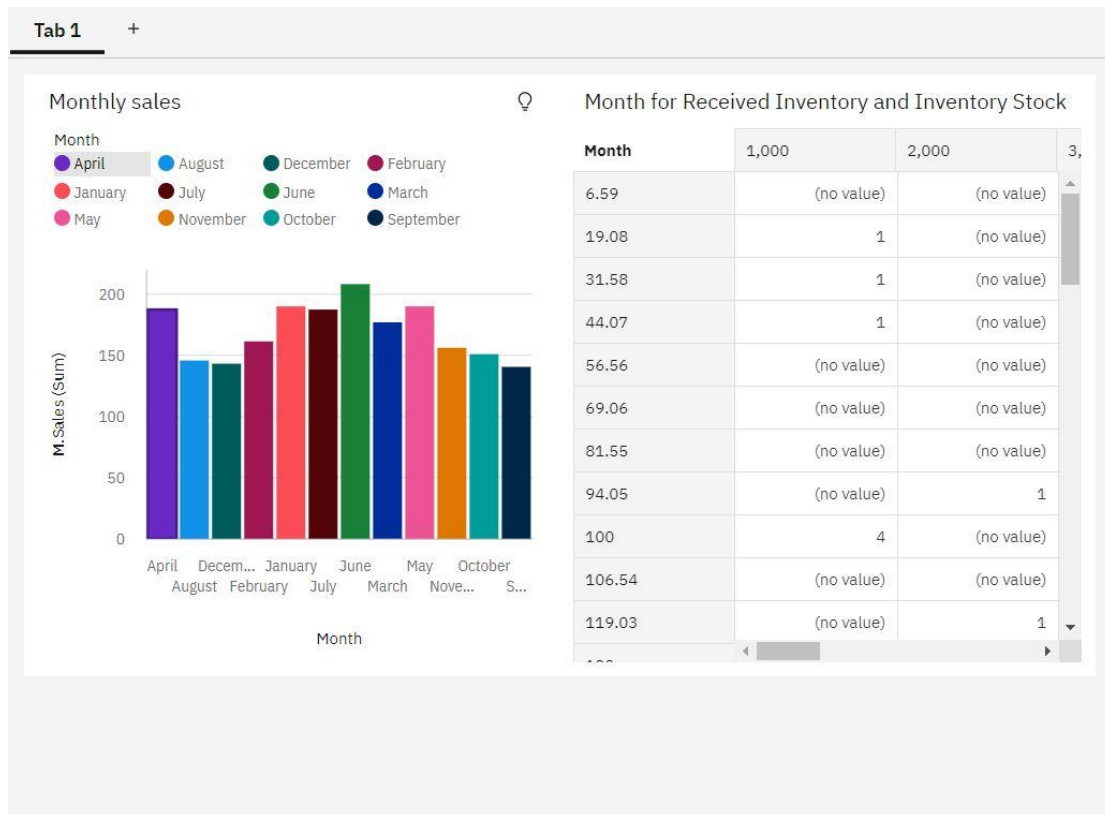 Tab 1 +
Monthly sales
Month
April August December February
January July June March
May November October September
200
150
100
50
0
M.Sales (Sum)
April Decem... January June May October
August February July March Nove... S...
Month
Month for Received Inventory and Inventory Stock
Month 1,000 2,000 3,
6.59 (no value) (no value)
19.08 1 (no value)
31.58 1 (no value)
44.07 1 (no value)
56.56 (no value) (no value)
69.06 (no value) (no value)
81.55 (no value) (no value)
94.05 (no value) 1
100 4 (no value)
106.54 (no value) (no value)
119.03 (no value) 1